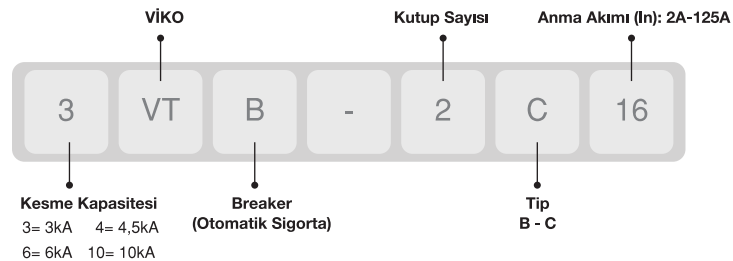 VİKO Kutup Sayısı Anma Akımı (In): 2A-125A
3 VT B - 2 C 16
Kesme Kapasitesi Breaker Tip
(Otomatik Sigorta) B - C
3= 3kA 4= 4,5kA
6= 6kA 10= 10kA